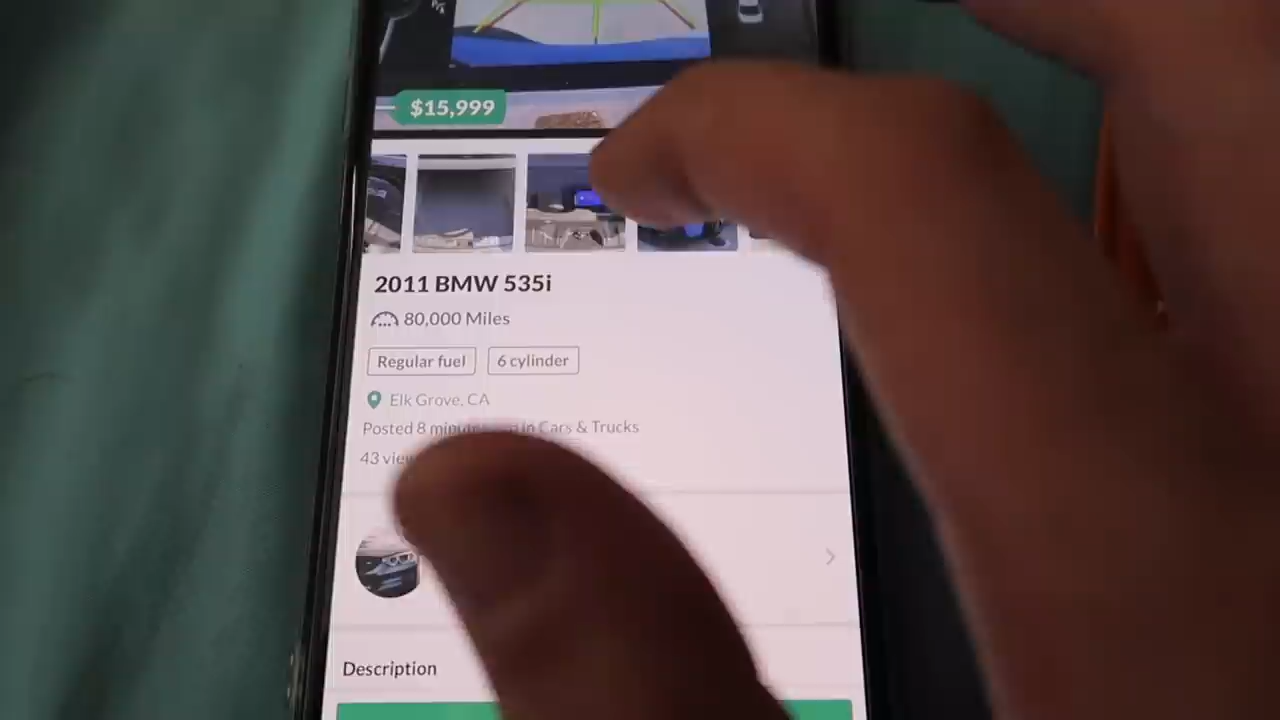 $15,999
2011 BMW 535i
80,000 Miles
Regular fuel
6 cylinder
Elk Grove, CA
Posted 8 in Cars & Trucks
43
Description